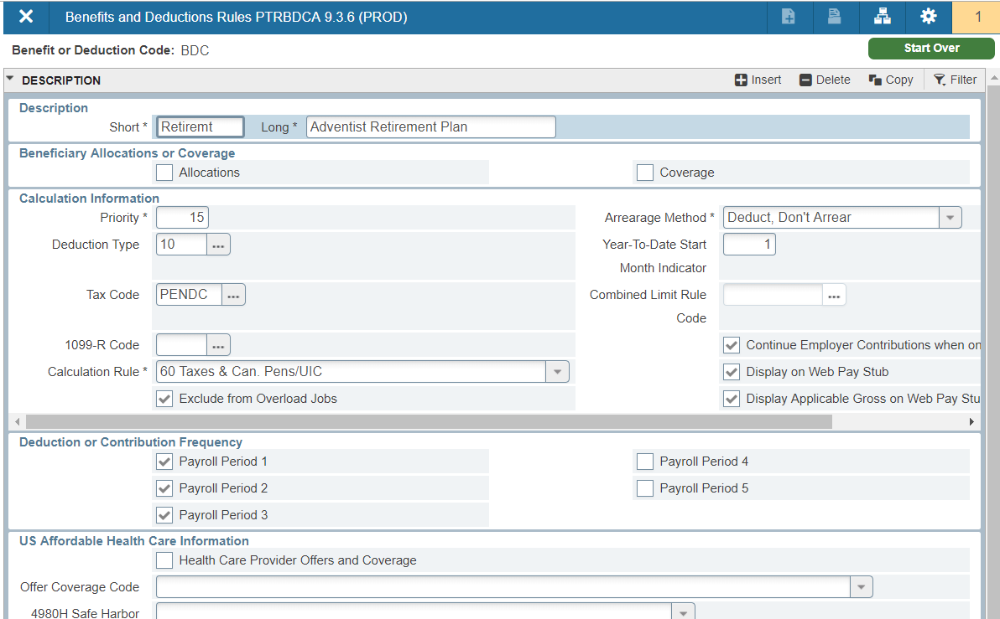 Benefits and Deductions Rules PTRBDCA 9.3.6 (PROD) 1
Benefit or Deduction Code: BDC Start Over
DESCRIPTION Insert Delete Copy Filter
Description
Short * Retiremt Long * Adventist Retirement Plan
Beneficiary Allocations or Coverage
Allocations Coverage
Calculation Information
Priority * 15 Arrearage Method * Deduct, Don't Arrear
Deduction Type 10 ... Year-To-Date Start 1
Month Indicator
Tax Code PENDC ... Combined Limit Rule ...
Code
1099-R Code ... Continue Employer Contributions when on
Calculation Rule * 60 Taxes & Can. Pens/UIC Display on Web Pay Stub
Exclude from Overload Jobs Display Applicable Gross on Web Pay Stu
Deduction or Contribution Frequency
Payroll Period 1 Payroll Period 4
Payroll Period 2 Payroll Period 5
Payroll Period 3
US Affordable Health Care Information
Health Care Provider Offers and Coverage
Offer Coverage Code
4980H Safe Harbor